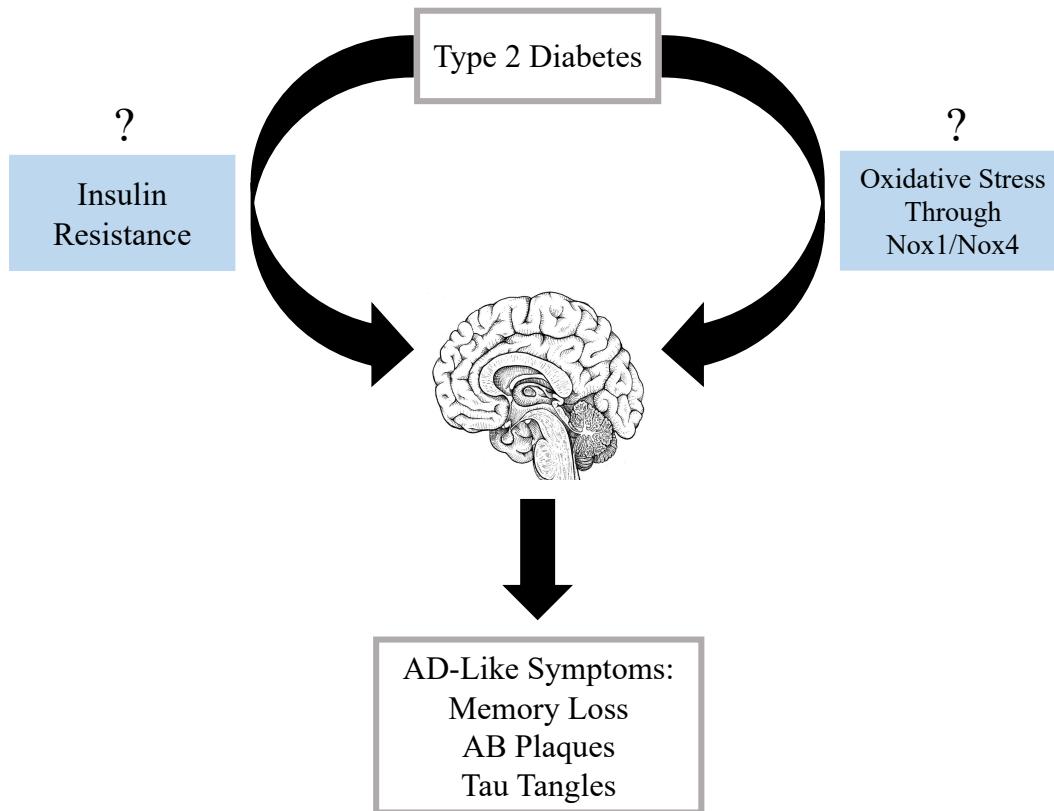 Type 2 Diabetes
?
Insulin
Resistance
?
Oxidative Stress
Through
Nox1/Nox4
AD-Like Symptoms:
Memory Loss
AB Plaques
Tau Tangles